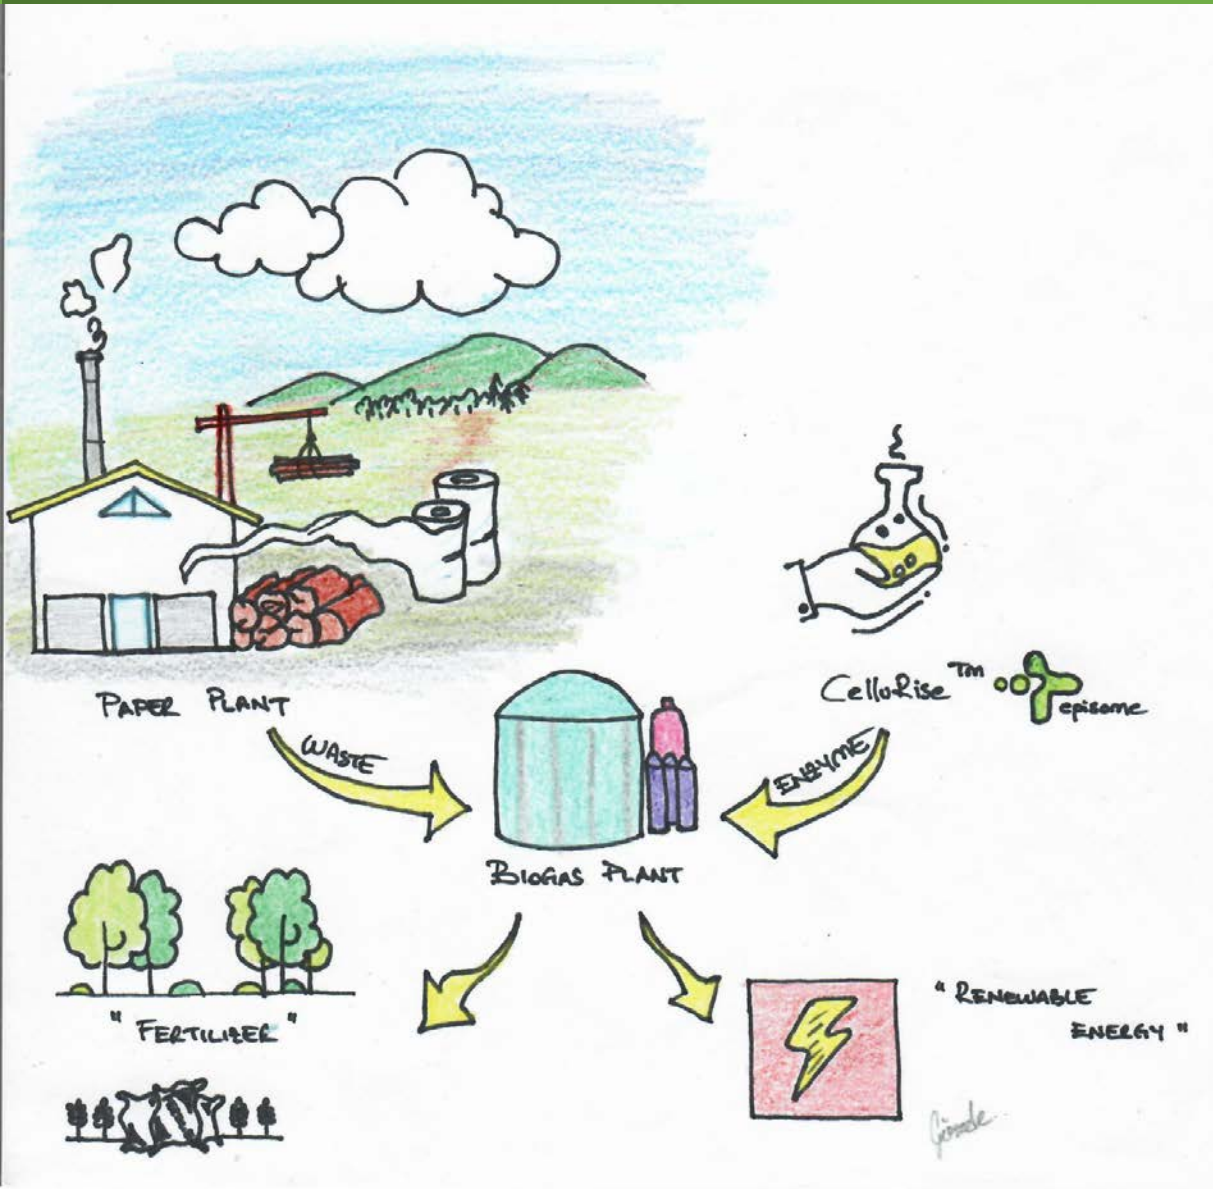 PAPER PLANT
CelluRise™
episome
WASTE
ENZYME
BIOGAS PLANT
" FERTILIZER "
" RENEWABLE
ENERGY "